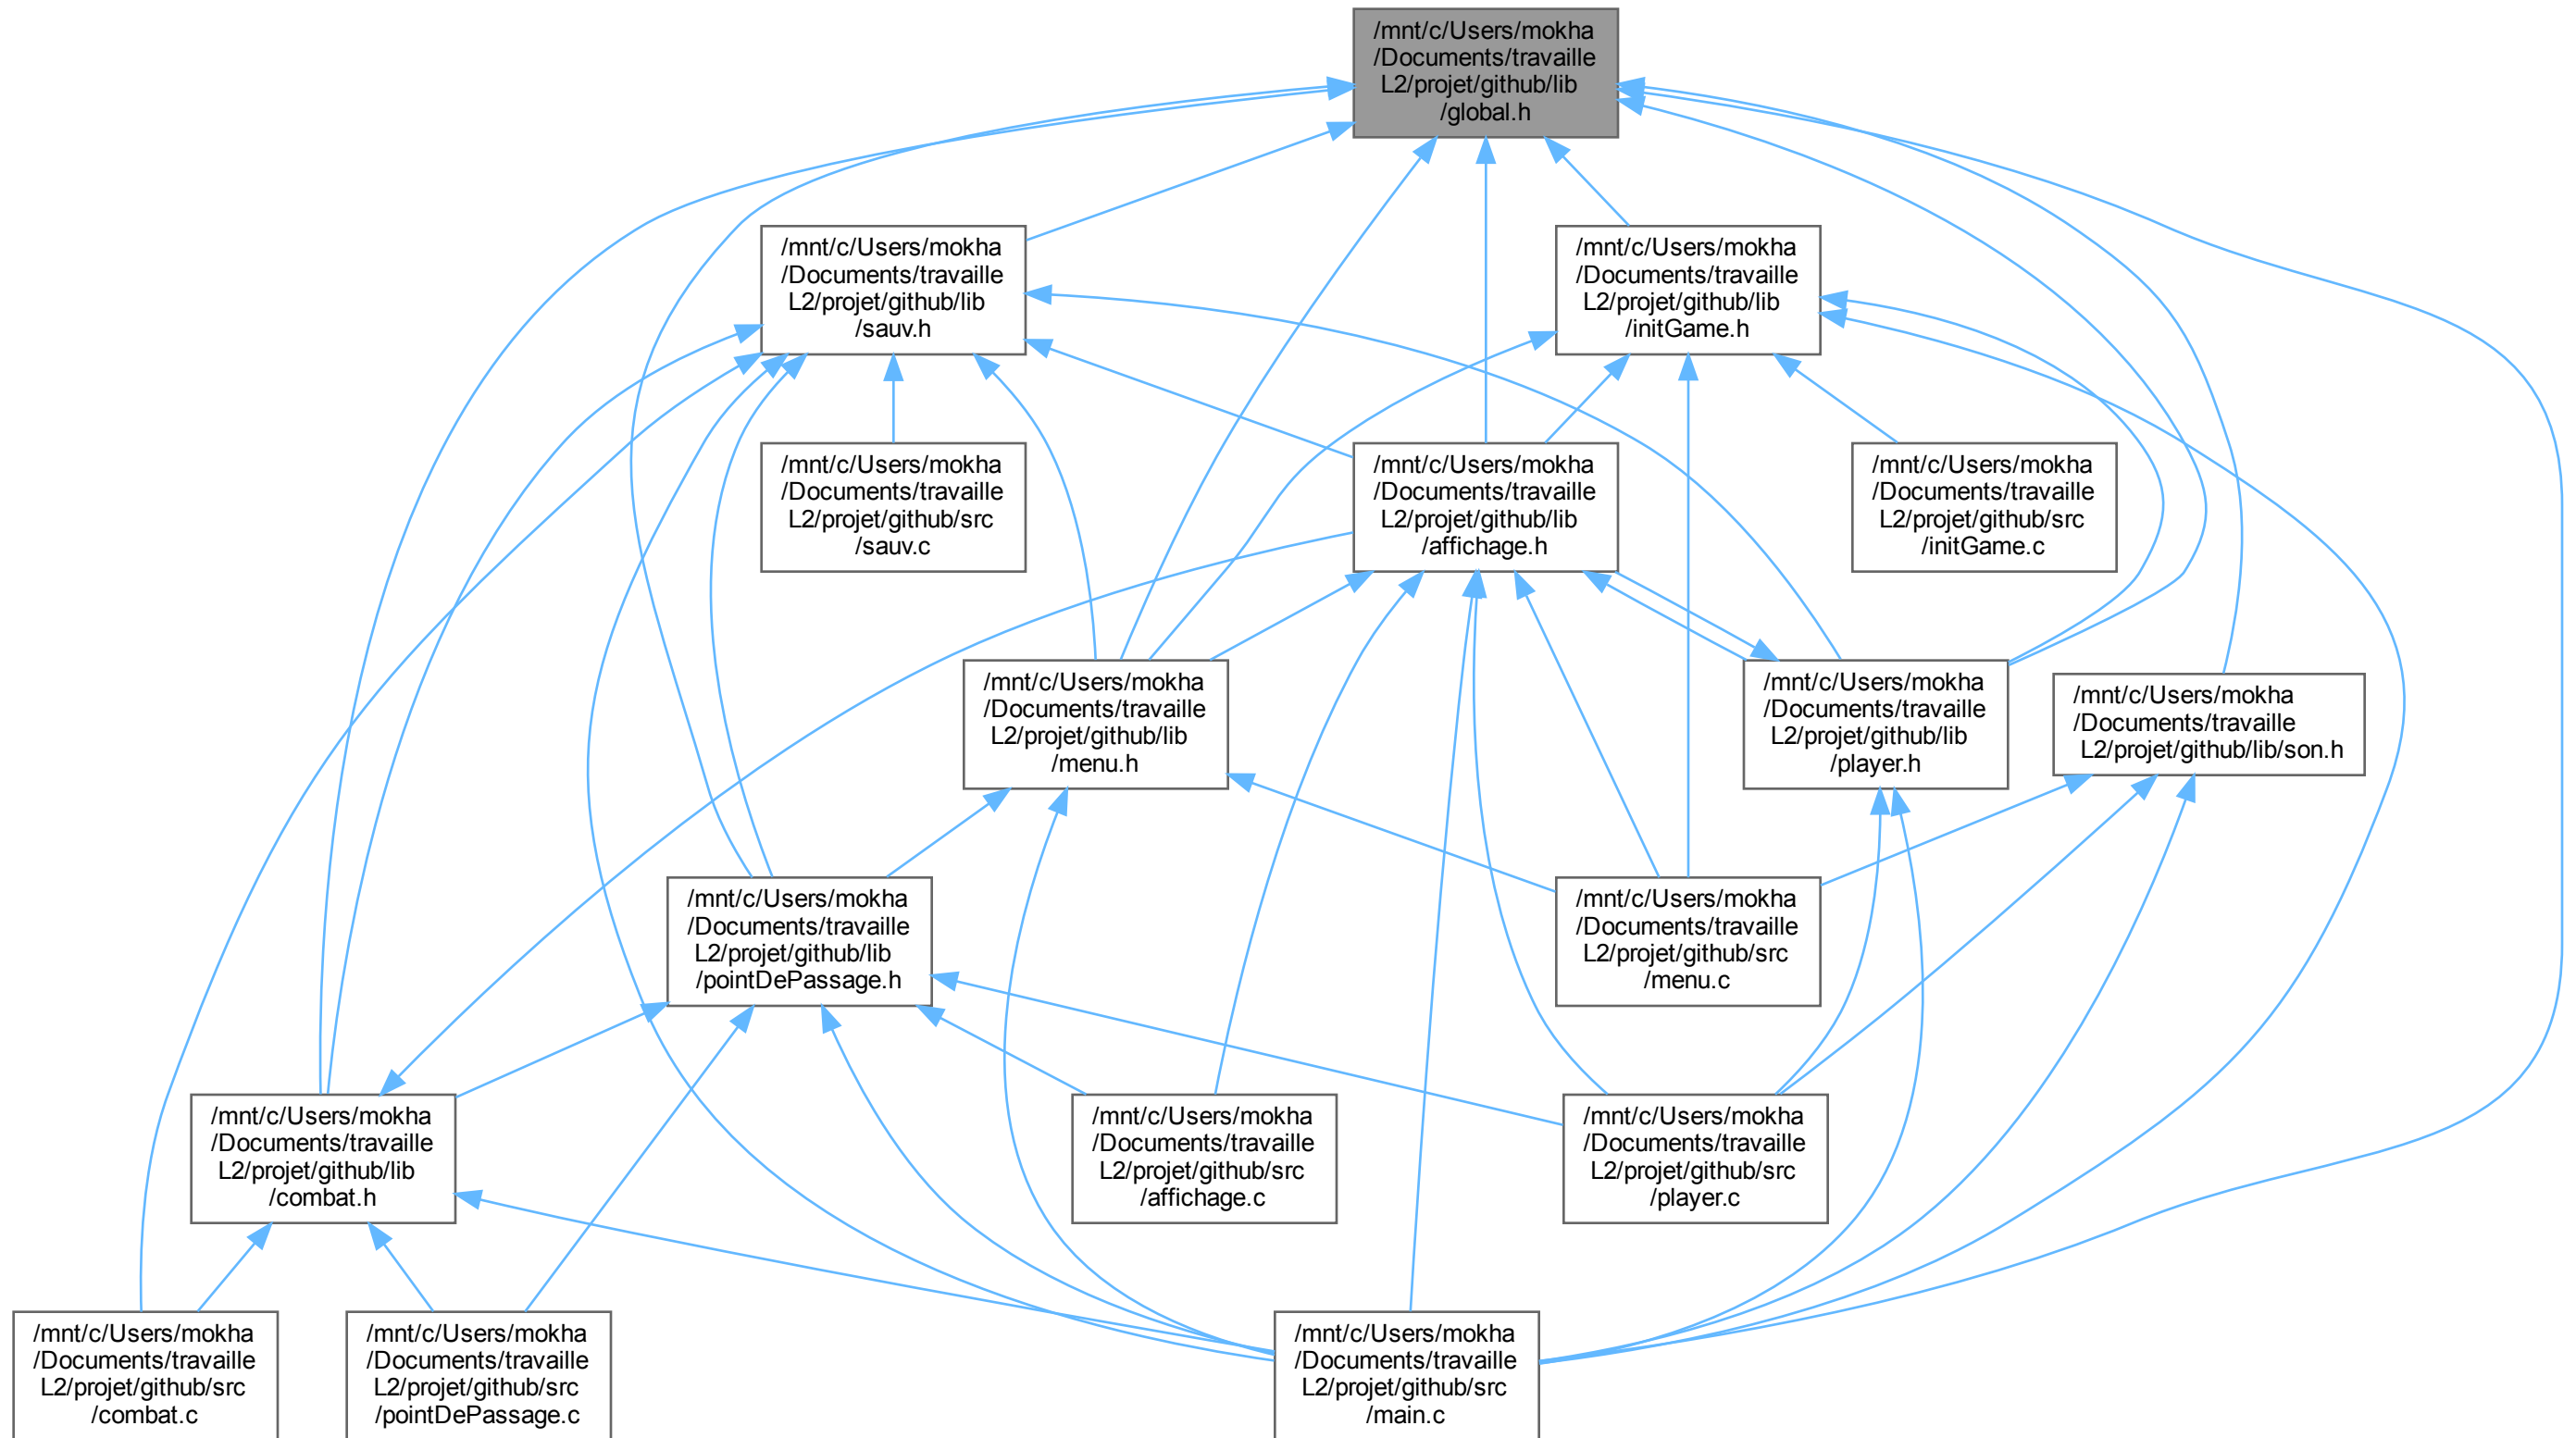 /mnt/c/Users/mokha
/Documents/travaille
L2/projet/github/lib
/global.h
/mnt/c/Users/mokha
/Documents/travaille
L2/projet/github/lib
/sauv.h
/mnt/c/Users/mokha
/Documents/travaille
L2/projet/github/lib
/initGame.h
/mnt/c/Users/mokha
/Documents/travaille
L2/projet/github/src
/sauv.c
/mnt/c/Users/mokha
/Documents/travaille
L2/projet/github/lib
/affichage.h
/mnt/c/Users/mokha
/Documents/travaille
L2/projet/github/src
/initGame.c
/mnt/c/Users/mokha
/Documents/travaille
L2/projet/github/lib
/menu.h
/mnt/c/Users/mokha
/Documents/travaille
L2/projet/github/lib
/player.h
/mnt/c/Users/mokha
/Documents/travaille
L2/projet/github/lib/son.h
/mnt/c/Users/mokha
/Documents/travaille
L2/projet/github/lib
/pointDePassage.h
/mnt/c/Users/mokha
/Documents/travaille
L2/projet/github/src
/menu.c
/mnt/c/Users/mokha
/Documents/travaille
L2/projet/github/lib
/combat.h
/mnt/c/Users/mokha
/Documents/travaille
L2/projet/github/src
/affichage.c
/mnt/c/Users/mokha
/Documents/travaille
L2/projet/github/src
/player.c
/mnt/c/Users/mokha
/Documents/travaille
L2/projet/github/src
/combat.c
/mnt/c/Users/mokha
/Documents/travaille
L2/projet/github/src
/pointDePassage.c
/mnt/c/Users/mokha
/Documents/travaille
L2/projet/github/src
/main.c